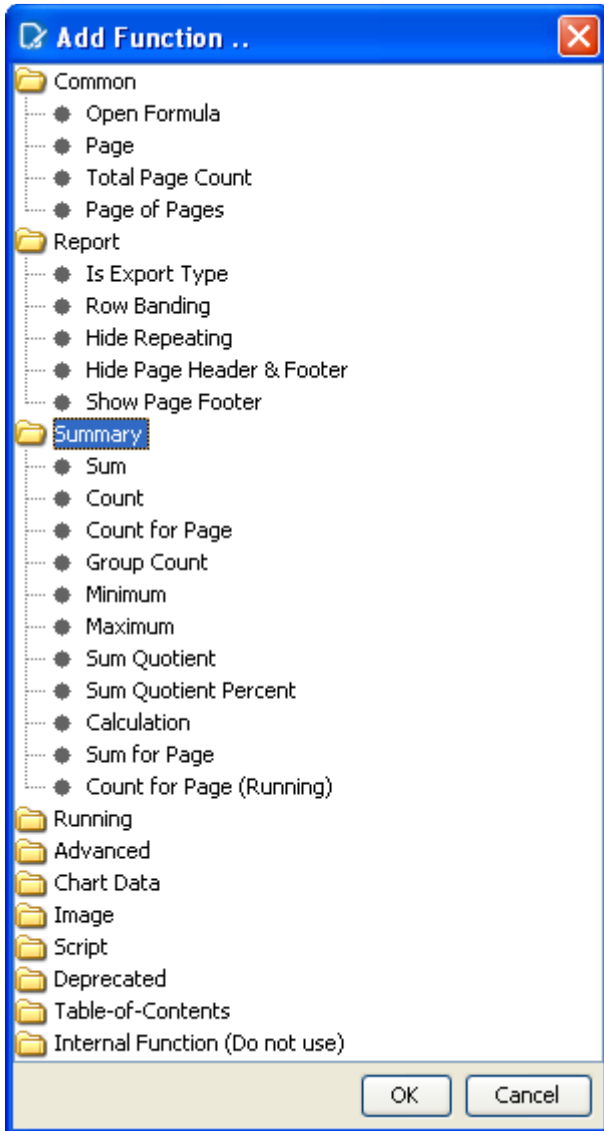 Add Function ..
Common
Open Formula
Page
Total Page Count
Page of Pages
Report
Is Export Type
Row Banding
Hide Repeating
Hide Page Header & Footer
Show Page Footer
Summary
Sum
Count
Count for Page
Group Count
Minimum
Maximum
Sum Quotient
Sum Quotient Percent
Calculation
Sum for Page
Count for Page (Running)
Running
Advanced
Chart Data
Image
Script
Deprecated
Table-of-Contents
Internal Function (Do not use)
OK Cancel